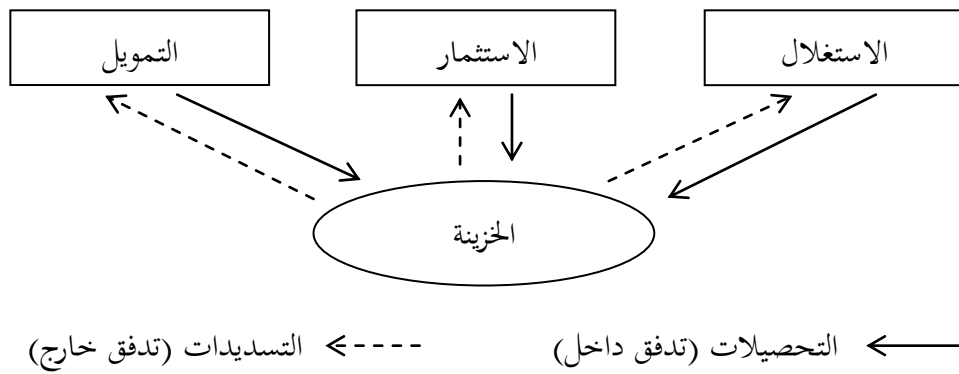 الاستغلال
الاستثمار
التمويل
الخزينة
التحصيلات (تدفق داخل)
التسديدات (تدفق خارج)